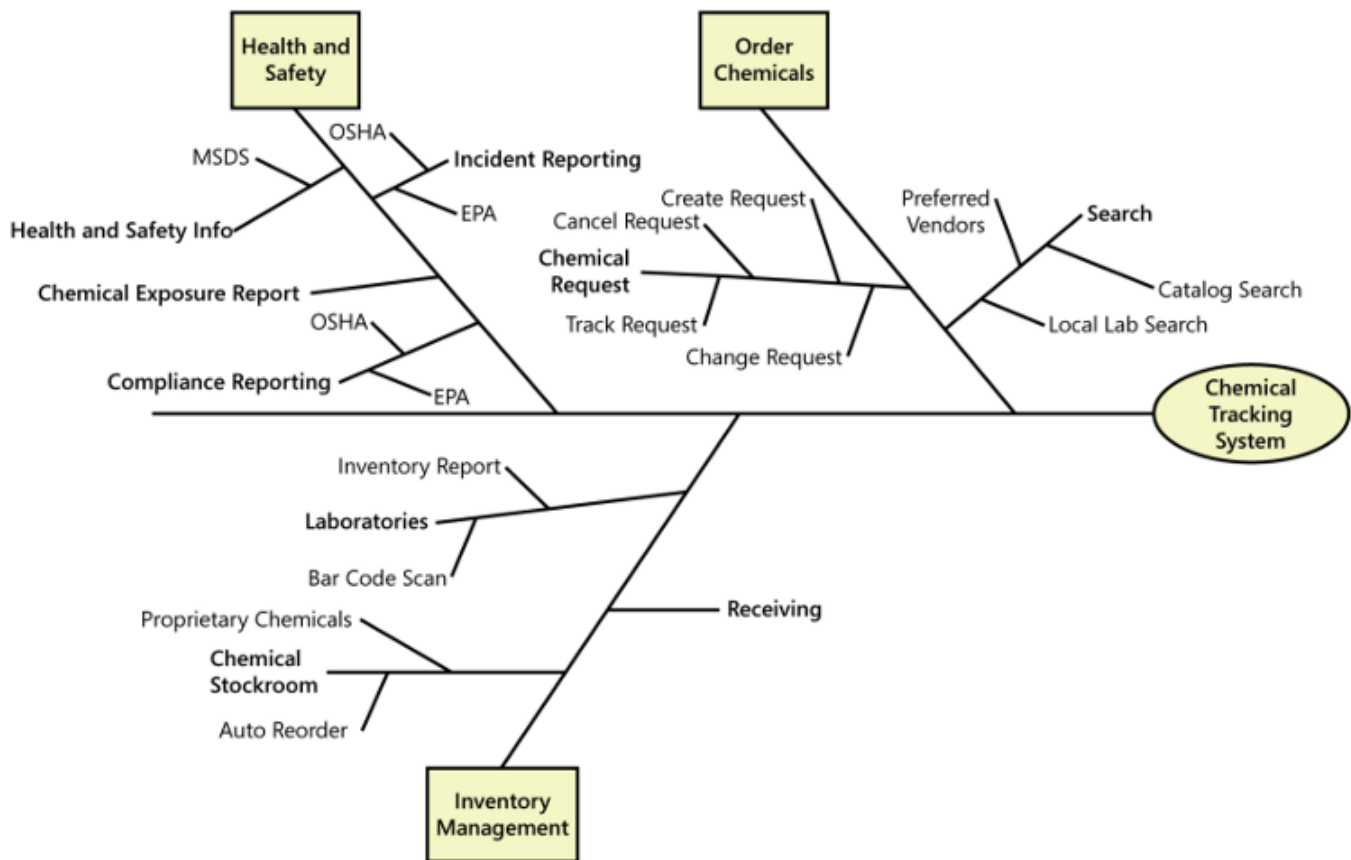 Health and
Safety
Order
Chemicals
OSHA
MSDS
Incident Reporting
EPA
Health and Safety Info
Chemical Exposure Report
OSHA
Compliance Reporting
EPA
Create Request
Cancel Request
Chemical
Request
Track Request
Change Request
Preferred
Vendors
Search
Catalog Search
Local Lab Search
Chemical
Tracking
System
Inventory Report
Laboratories
Bar Code Scan
Proprietary Chemicals
Chemical
Stockroom
Auto Reorder
Receiving
Inventory
Management